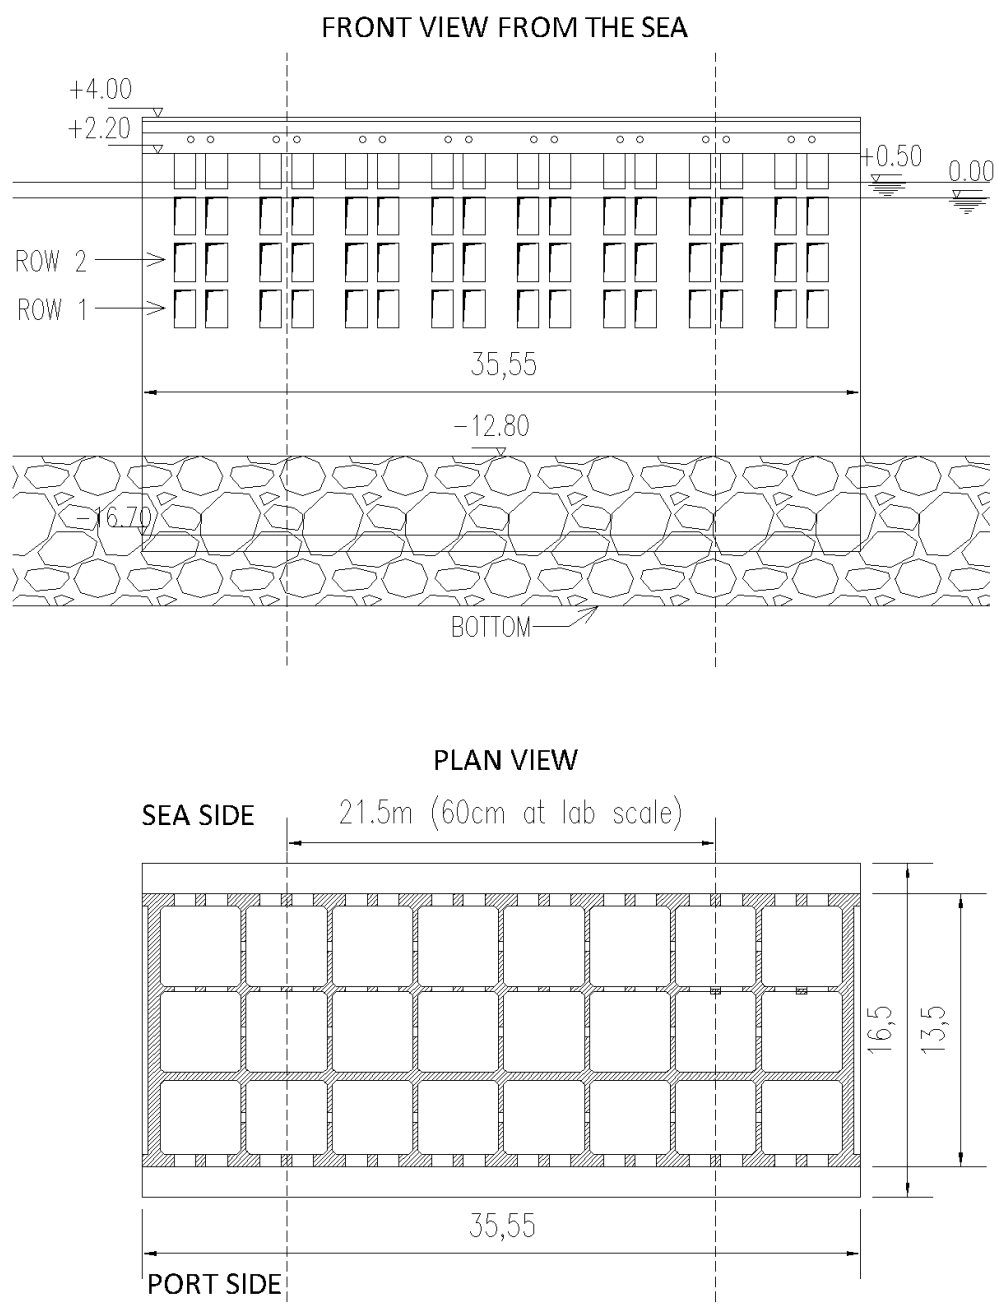 FRONT VIEW FROM THE SEA
+4.00
+2.20
+0.50
0.00
ROW 2
ROW 1
35,55
-12.80
-16.70
BOTTOM
PLAN VIEW
SEA SIDE
21.5m (60cm at lab scale)
16,5
13,5
35,55
PORT SIDE